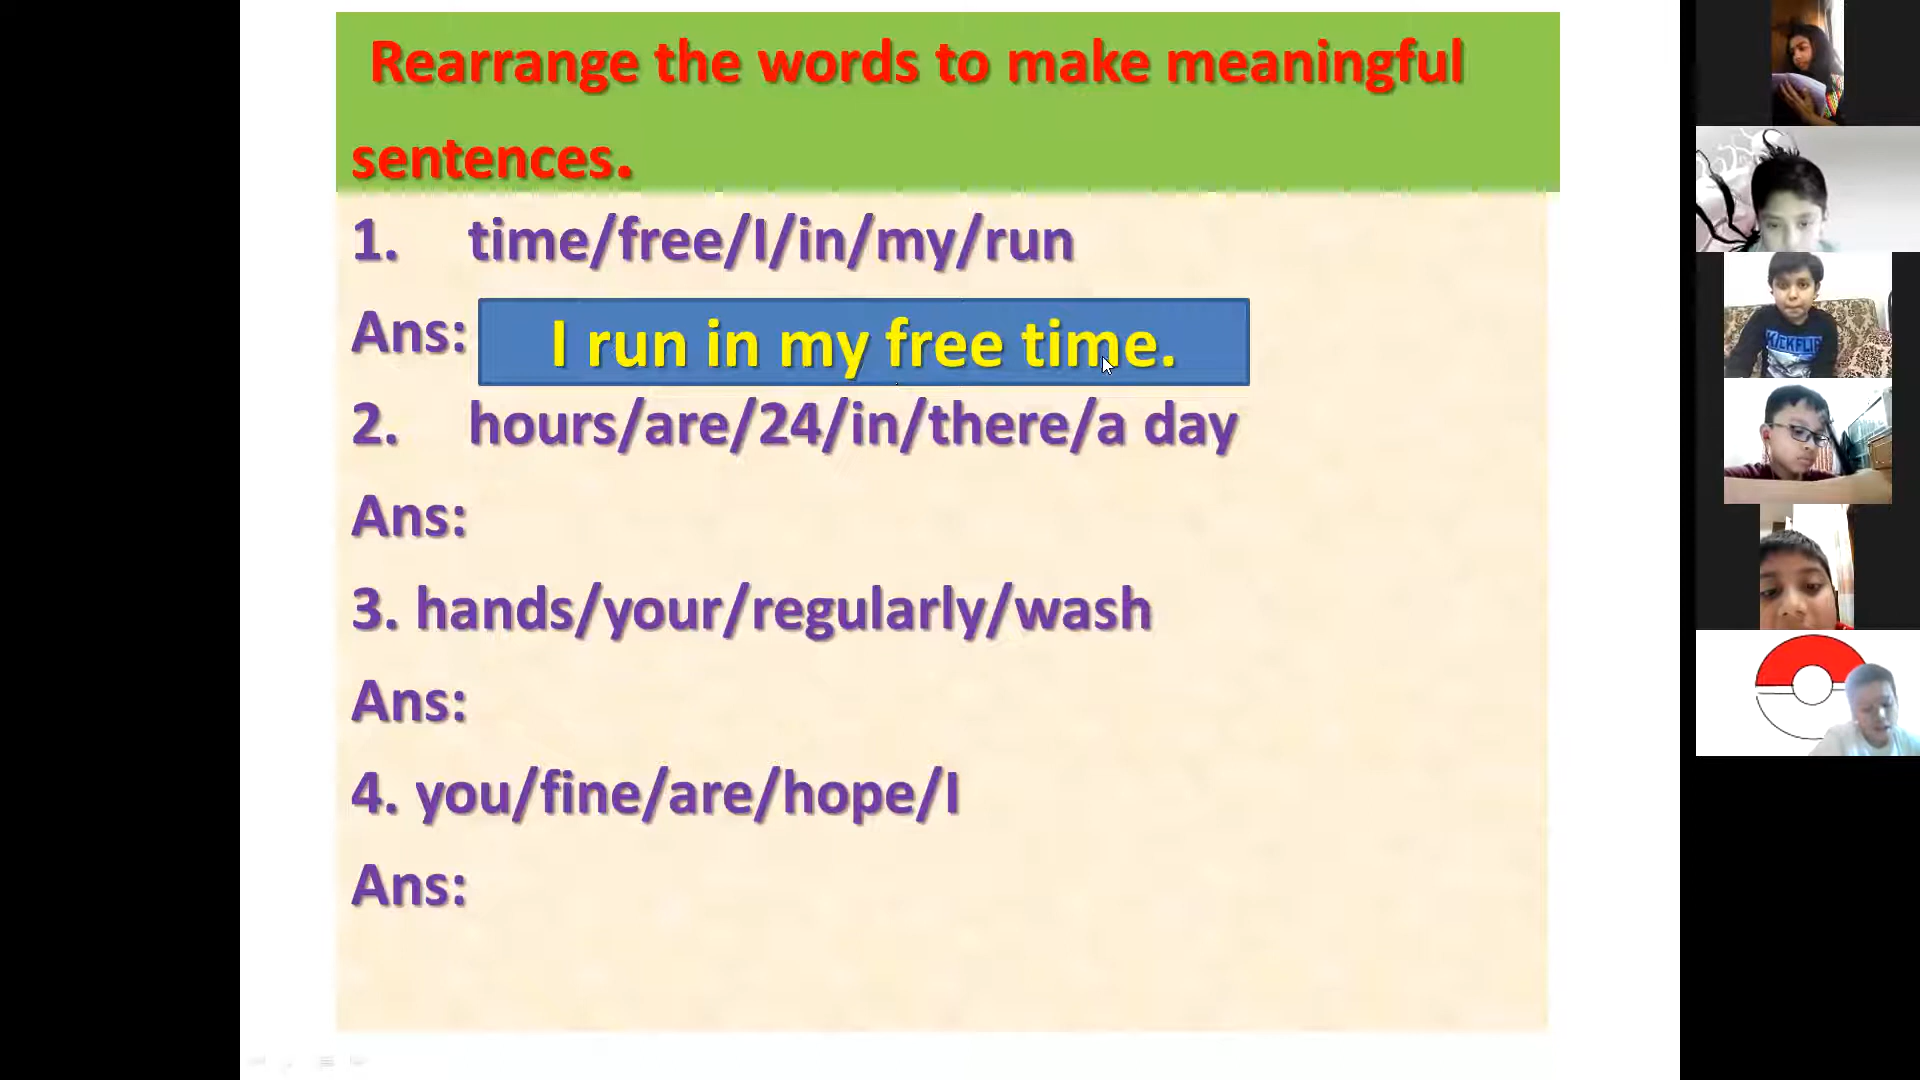 Rearrange the words to make meaningful
sentences.
1. time/free/I/in/my/run
Ans: I run in my free time.
2. hours/are/24/in/there/a day
Ans:
3. hands/your/regularly/wash
Ans:
4. you/fine/are/hope/I
Ans:
KICKFLIP